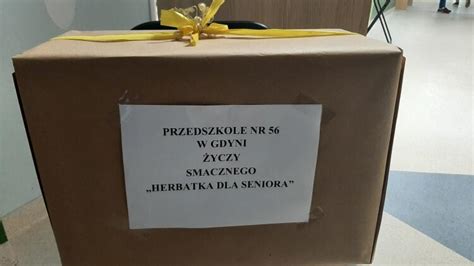 PRZEDSZKOLE NR 56
W GDYNI
ŻYCZY
SMACZNEGO
„HERBATKA DLA SENIORA”